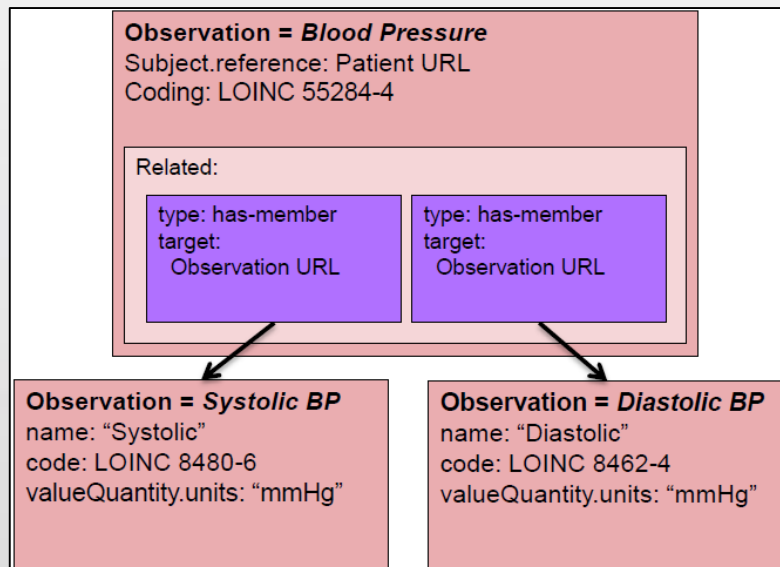 Observation = Blood Pressure
Subject.reference: Patient URL
Coding: LOINC 55284-4
Related:
type: has-member
target:
Observation URL
type: has-member
target:
Observation URL
Observation = Systolic BP
name: “Systolic”
code: LOINC 8480-6
valueQuantity.units: “mmHg”
Observation = Diastolic BP
name: “Diastolic”
code: LOINC 8462-4
valueQuantity.units: “mmHg”